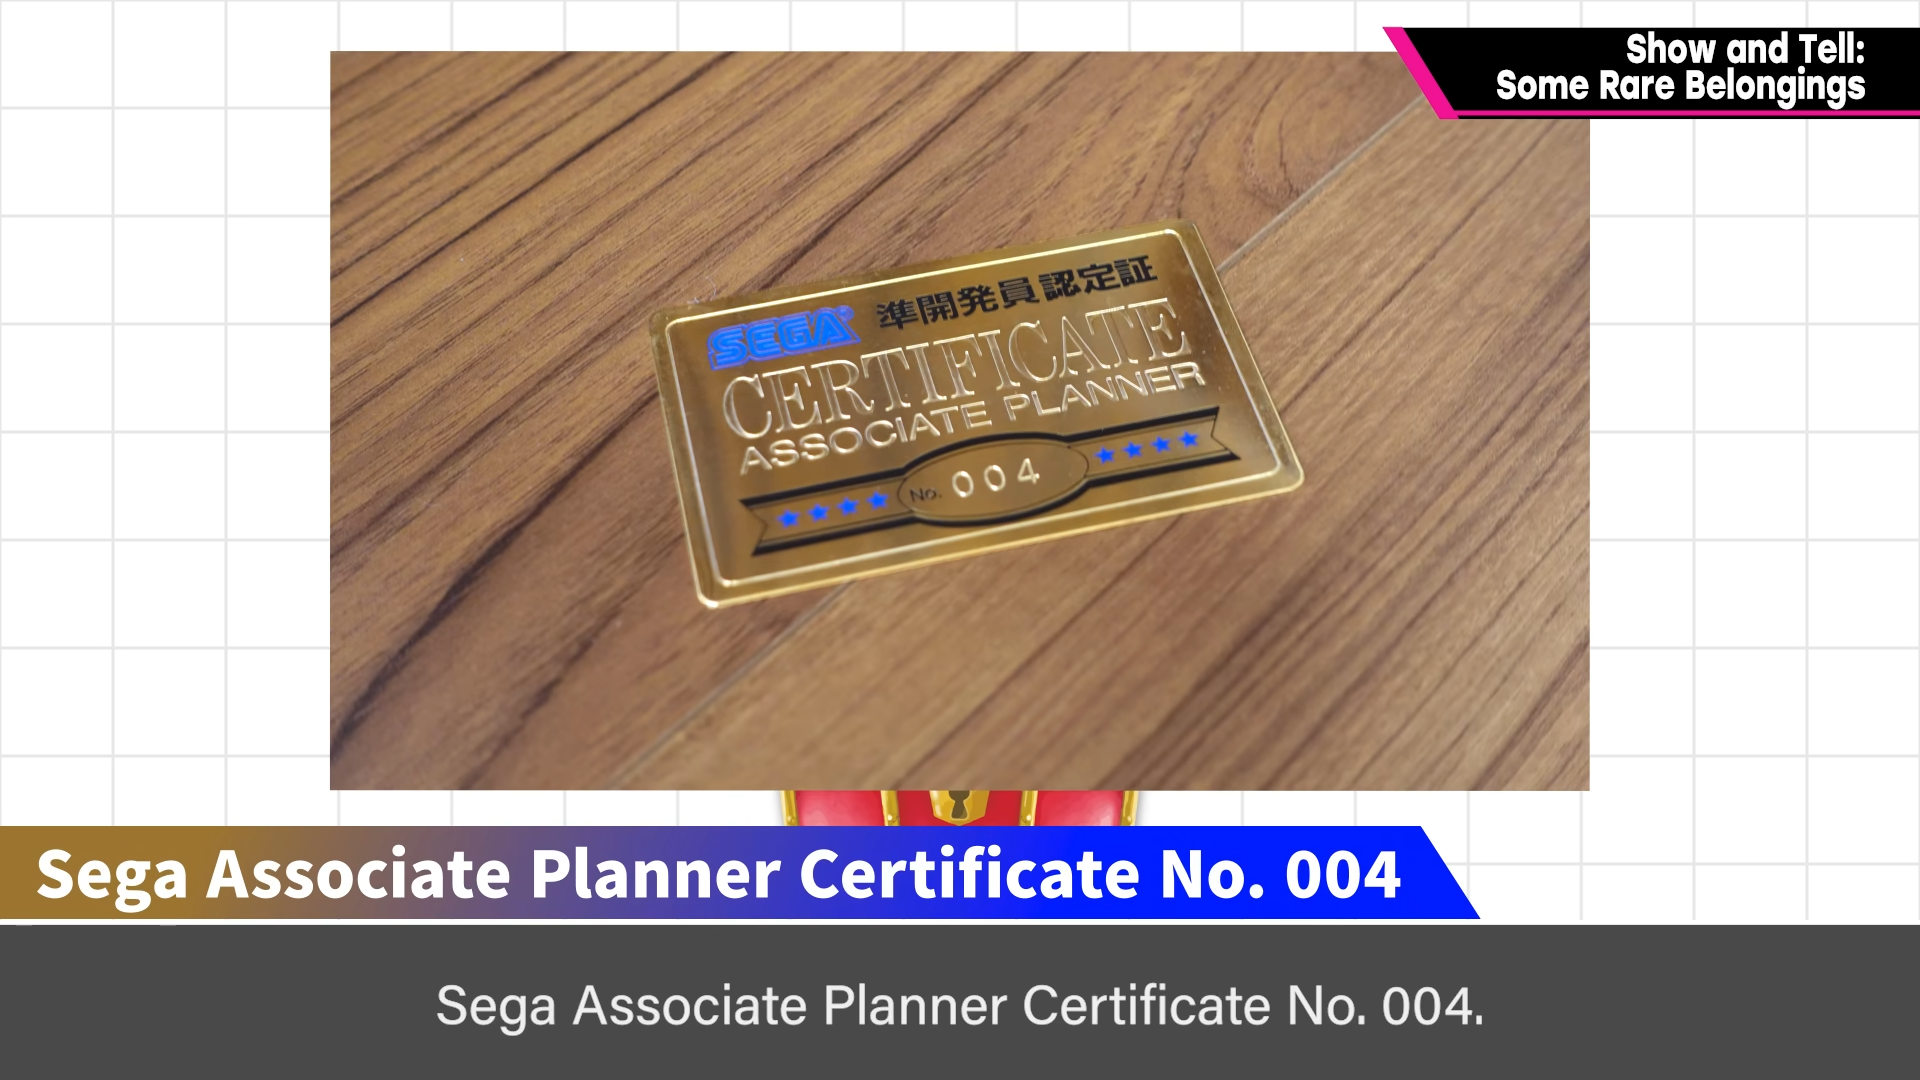 Show and Tell:
Some Rare Belongings
SEGA® 準開発員認定証
CERTIFICATE
ASSOCIATE PLANNER
No. 004
Sega Associate Planner Certificate No. 004
Sega Associate Planner Certificate No. 004.